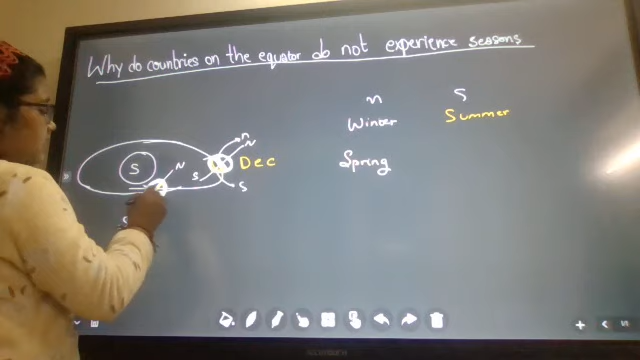 Why do countries on the equator do not experience seasons
n S
Winter Summer
Spring
n
N
S N S Dec
S